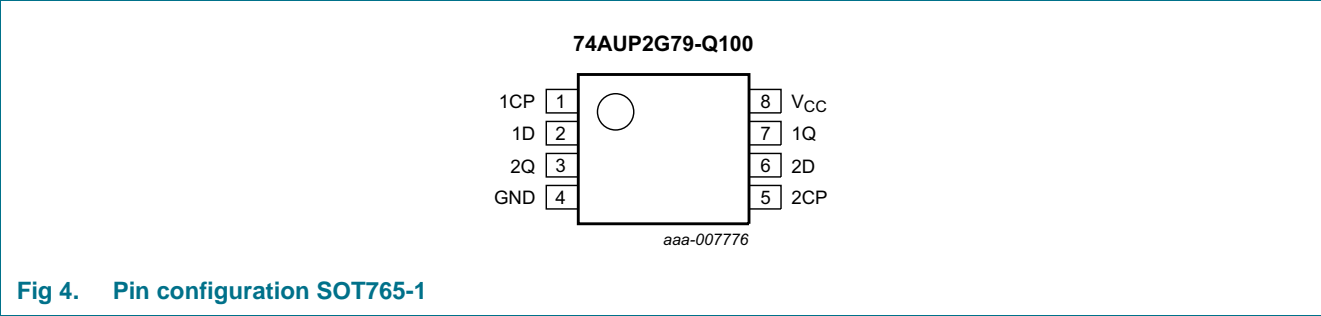 74AUP2G79-Q100
1CP 1 8 VCC
1D 2 7 1Q
2Q 3 6 2D
GND 4 5 2CP
aaa-007776
Fig 4. Pin configuration SOT765-1